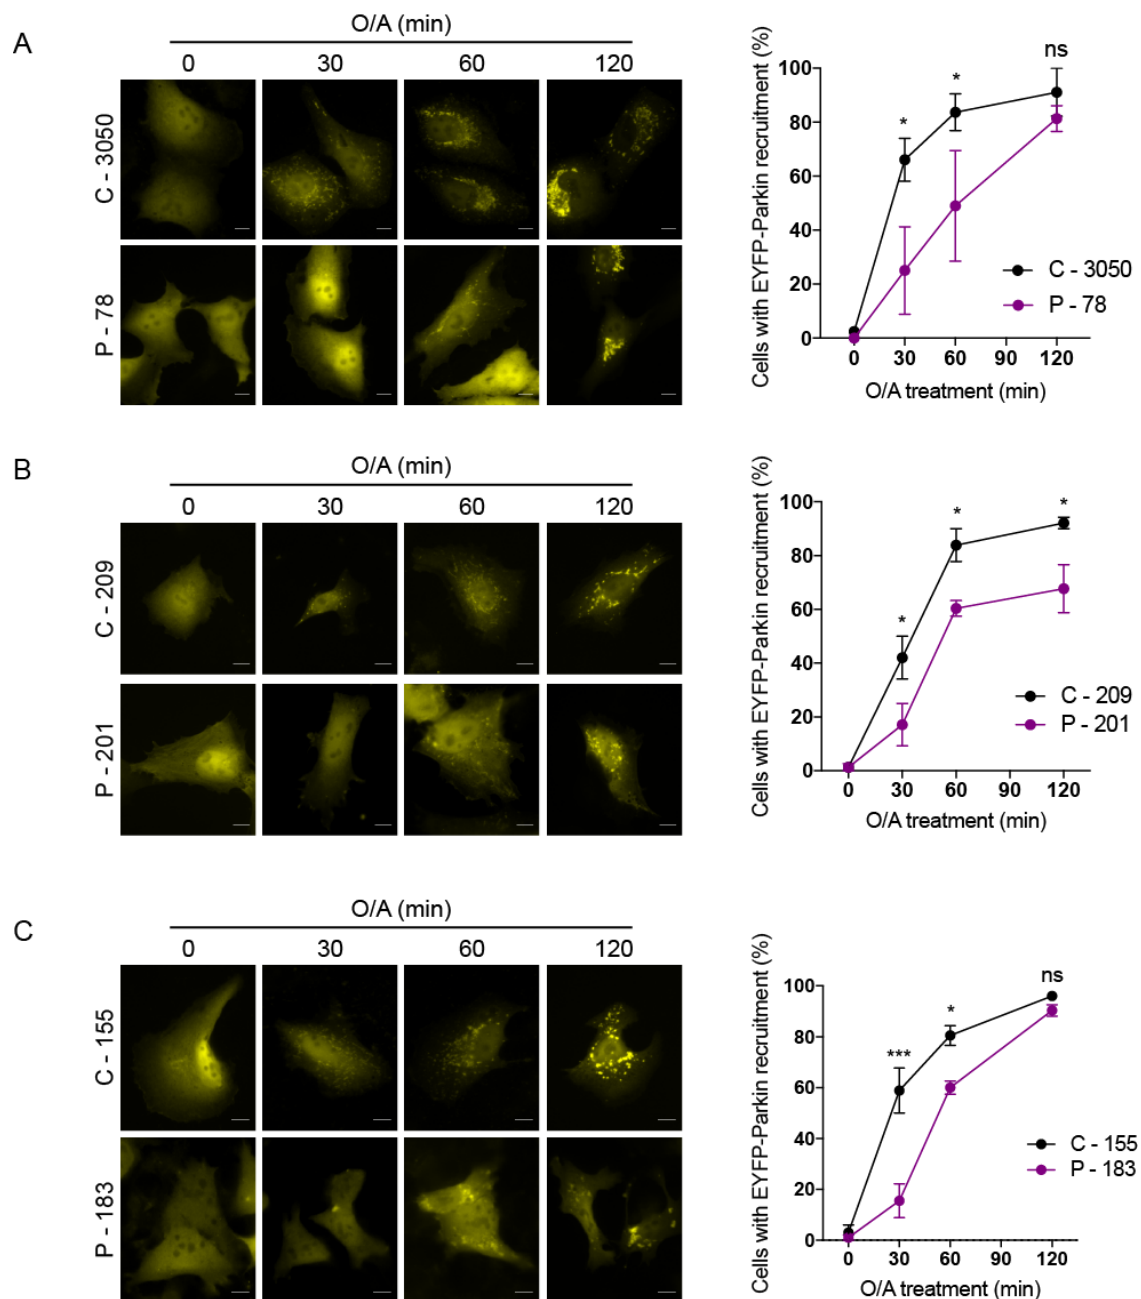 A
O/A (min)
0 30 60 120
C - 3050
P - 78
Cells with EYFP-Parkin recruitment (%)
100
80
60
40
20
0
* * ns
C - 3050
P - 78
0 30 60 90 120
O/A treatment (min)
B
O/A (min)
0 30 60 120
C - 209
P - 201
Cells with EYFP-Parkin recruitment (%)
100
80
60
40
20
0
* * *
C - 209
P - 201
0 30 60 90 120
O/A treatment (min)
C
O/A (min)
0 30 60 120
C - 155
P - 183
Cells with EYFP-Parkin recruitment (%)
100
80
60
40
20
0
*** * ns
C - 155
P - 183
0 30 60 90 120
O/A treatment (min)